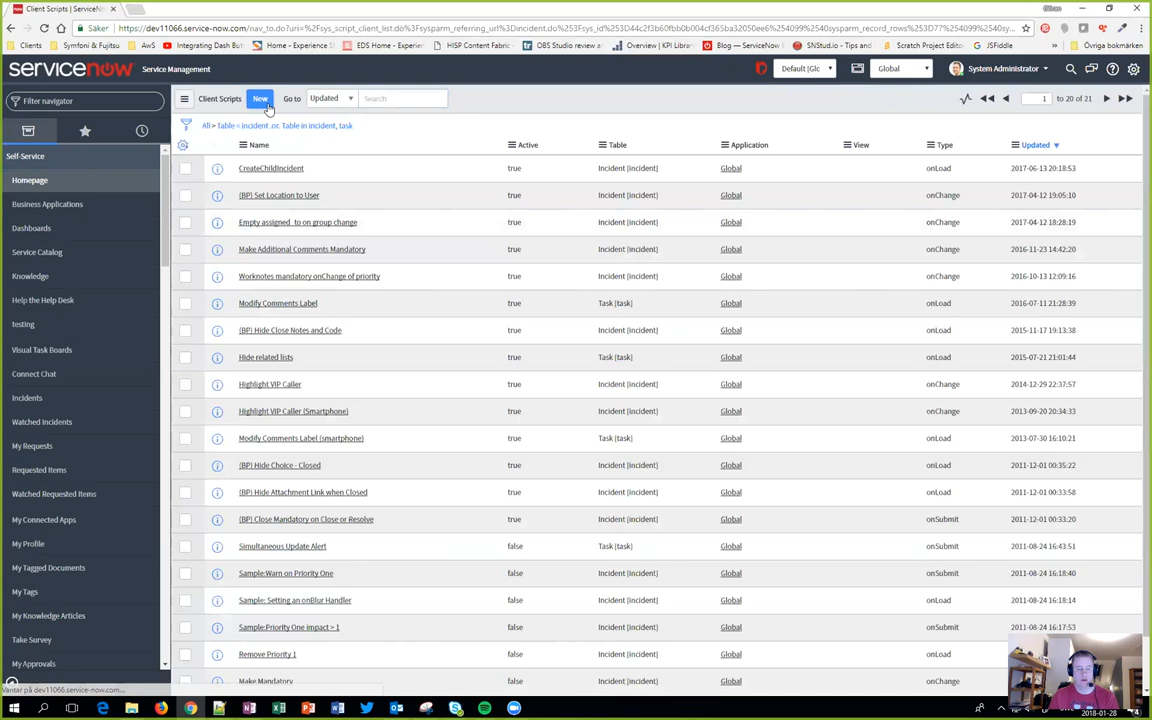 Client Scripts | ServiceN
Göran
Säker
https://dev11066.service-now.com/nav_to.do?uri=%2Fsys_script_client_list.do%3Fsys
Clients
Symfoni & Fujitsu
AWS
Integrating Dash Butt
Home - Experience S
EDS Home - Experien
HISP Content Fabric
OBS Studio review a
Overview | KPI Librar
Blog — ServiceNow
SNStud.io - Tips and
Scratch Project Edito
JSFiddle
Övriga bokmärken
servicenow
Service Management
Default [Glc
Global
System Administrator
Filter navigator
Client Scripts
New
Go to
Updated
Search
1
to 20 of 21
All > Table = incident .or. Table in incident, task
Name
Active
Table
Application
View
Type
Updated
CreateChildIncident
true
Incident [incident]
Global
onLoad
2017-06-13 20:18:53
(BP) Set Location to User
true
Incident [incident]
Global
onChange
2017-04-12 19:05:10
Empty assigned_to on group change
true
Incident [incident]
Global
onChange
2017-04-12 18:28:19
Make Additional Comments Mandatory
true
Incident [incident]
Global
onChange
2016-11-23 14:42:20
Worknotes mandatory onChange of priority
true
Incident [incident]
Global
onChange
2016-10-13 12:09:16
Modify Comments Label
true
Task [task]
Global
onLoad
2016-07-11 21:28:39
(BP) Hide Close Notes and Code
true
Incident [incident]
Global
onLoad
2015-11-17 19:13:38
Hide related lists
true
Task [task]
Global
onLoad
2015-07-21 21:01:44
Highlight VIP Caller
true
Incident [incident]
Global
onChange
2014-12-29 22:37:57
Highlight VIP Caller (Smartphone)
true
Incident [incident]
Global
onChange
2013-09-20 20:34:33
Modify Comments Label (smartphone)
true
Task [task]
Global
onLoad
2013-07-30 16:10:21
(BP) Hide Choice - Closed
true
Incident [incident]
Global
onLoad
2011-12-01 00:35:22
(BP) Hide Attachment Link when Closed
true
Incident [incident]
Global
onLoad
2011-12-01 00:33:58
(BP) Close Mandatory on Close or Resolve
true
Incident [incident]
Global
onSubmit
2011-12-01 00:33:20
Simultaneous Update Alert
false
Task [task]
Global
onSubmit
2011-08-24 16:43:51
Sample:Warn on Priority One
false
Incident [incident]
Global
onSubmit
2011-08-24 16:18:40
Sample: Setting an onBlur Handler
false
Incident [incident]
Global
onLoad
2011-08-24 16:18:14
Sample:Priority One impact > 1
false
Incident [incident]
Global
onSubmit
2011-08-24 16:17:53
Remove Priority 1
false
Incident [incident]
Global
onLoad
Make Mandatory
false
Incident [incident]
Global
Self-Service
Homepage
Business Applications
Dashboards
Service Catalog
Knowledge
Help the Help Desk
testing
Visual Task Boards
Connect Chat
Incidents
Watched Incidents
My Requests
Requested Items
Watched Requested Items
My Connected Apps
My Profile
My Tagged Documents
My Tags
My Knowledge Articles
Take Survey
My Approvals
Väntar på dev11066.service-now.com...
2018-01-28